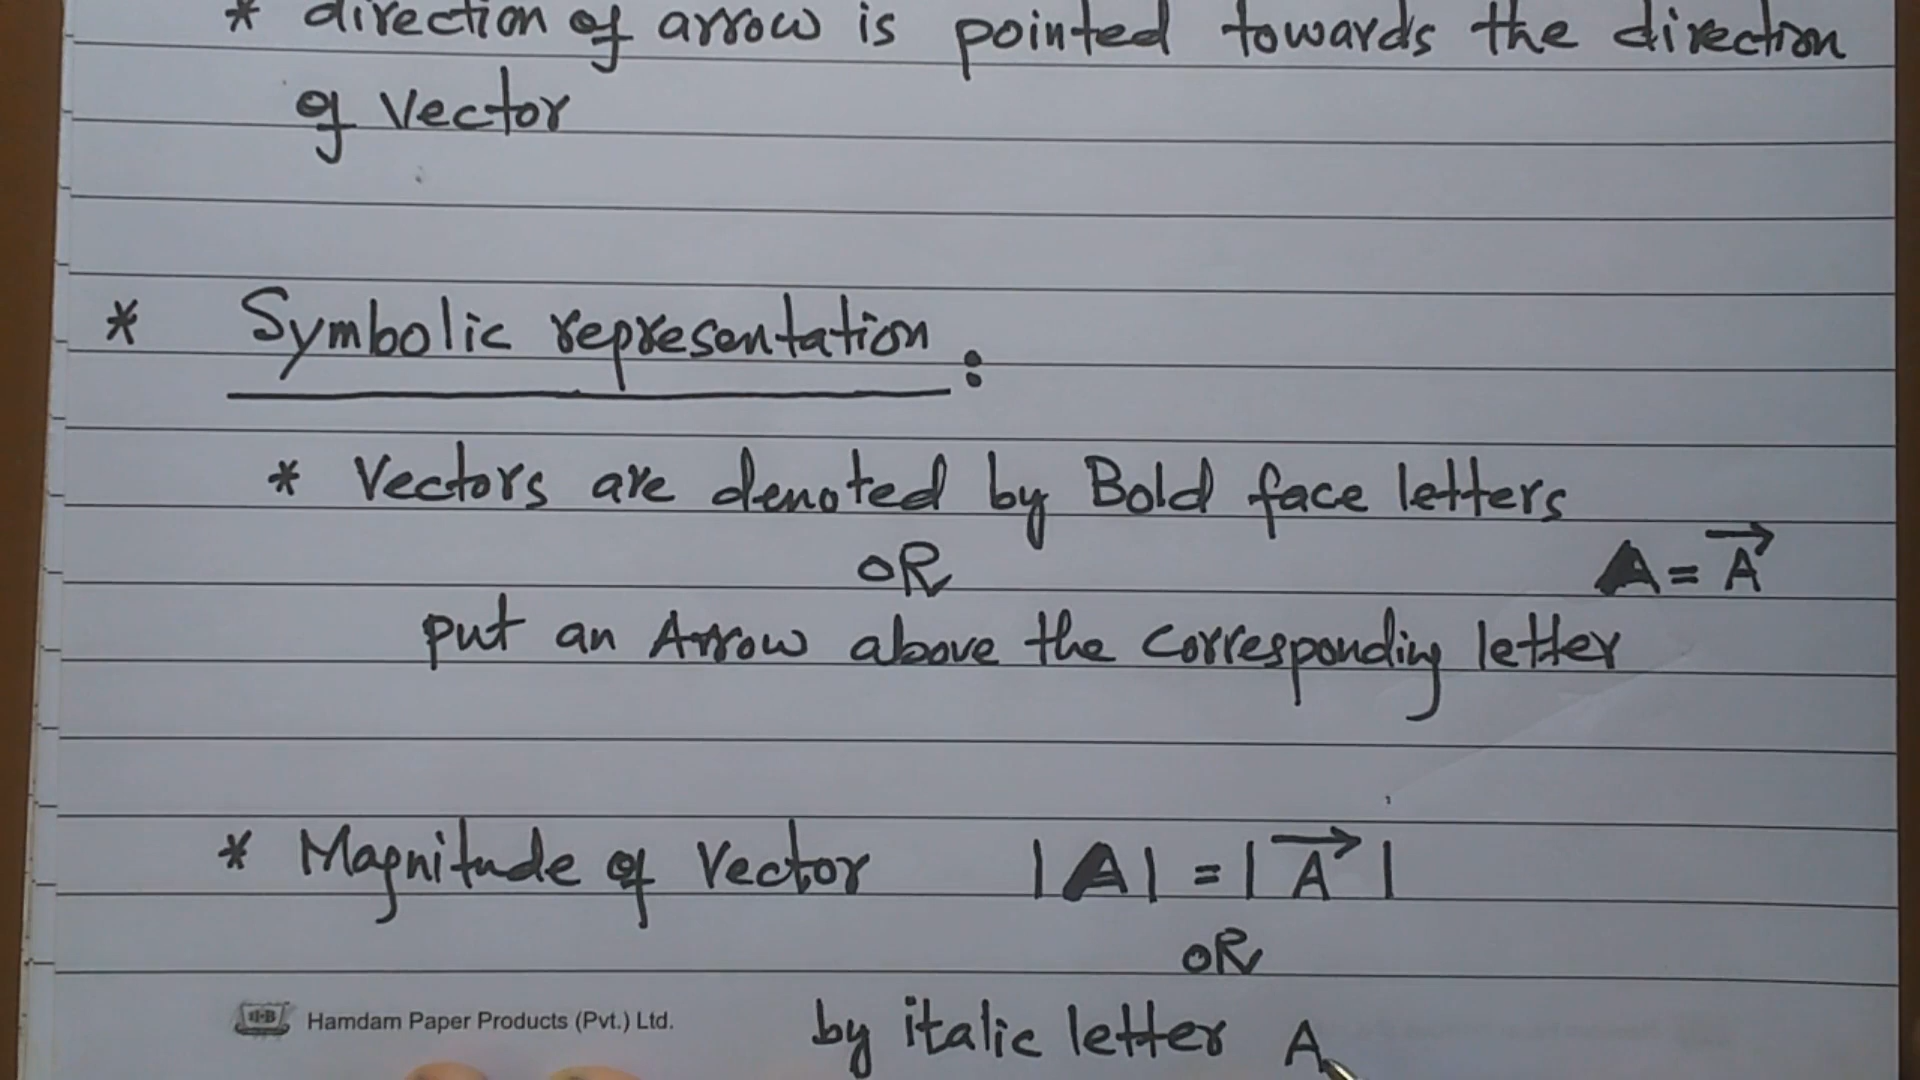 * direction of arrow is pointed towards the direction
of Vector
* Symbolic representation :
* Vectors are denoted by Bold face letters
OR
A = A⃗
put an Arrow above the corresponding letter
* Magnitude of Vector |A| = |A⃗|
OR
by italic letter A
H·B Hamdam Paper Products (Pvt.) Ltd.